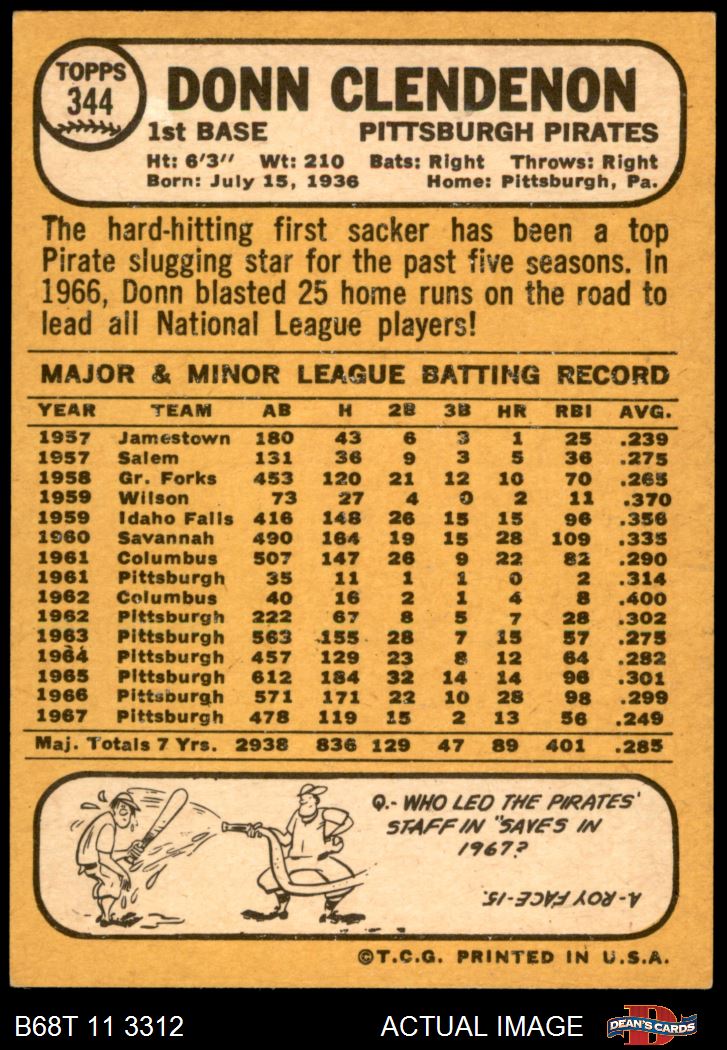 TOPPS
344
DONN CLENDENON
1st BASE PITTSBURGH PIRATES
Ht: 6'3" Wt: 210 Bats: Right Throws: Right
Born: July 15, 1936 Home: Pittsburgh, Pa.
The hard-hitting first sacker has been a top
Pirate slugging star for the past five seasons. In
1966, Donn blasted 25 home runs on the road to
lead all National League players!
MAJOR & MINOR LEAGUE BATTING RECORD
YEAR TEAM AB H 2B 3B HR RBI AVG.
1957 Jamestown 180 43 6 3 1 25 .239
1957 Salem 131 36 9 3 5 36 .275
1958 Gr. Forks 453 120 21 12 10 70 .265
1959 Wilson 73 27 4 0 2 11 .370
1959 Idaho Falls 416 148 26 15 15 96 .356
1960 Savannah 490 164 19 15 28 109 .335
1961 Columbus 507 147 26 9 22 82 .290
1961 Pittsburgh 35 11 1 1 0 2 .314
1962 Columbus 40 16 2 1 4 8 .400
1962 Pittsburgh 222 67 8 5 7 28 .302
1963 Pittsburgh 563 155 28 7 15 57 .275
1964 Pittsburgh 457 129 23 8 12 64 .282
1965 Pittsburgh 612 184 32 14 14 96 .301
1966 Pittsburgh 571 171 22 10 28 98 .299
1967 Pittsburgh 478 119 15 2 13 56 .249
Maj. Totals 7 Yrs. 2938 836 129 47 89 401 .285
Q.- WHO LED THE PIRATES'
STAFF IN "SAVES IN
1967?
A- ROY FACE-15.
©T.C.G. PRINTED IN U.S.A.
B68T 11 3312 ACTUAL IMAGE DEAN'S CARDS